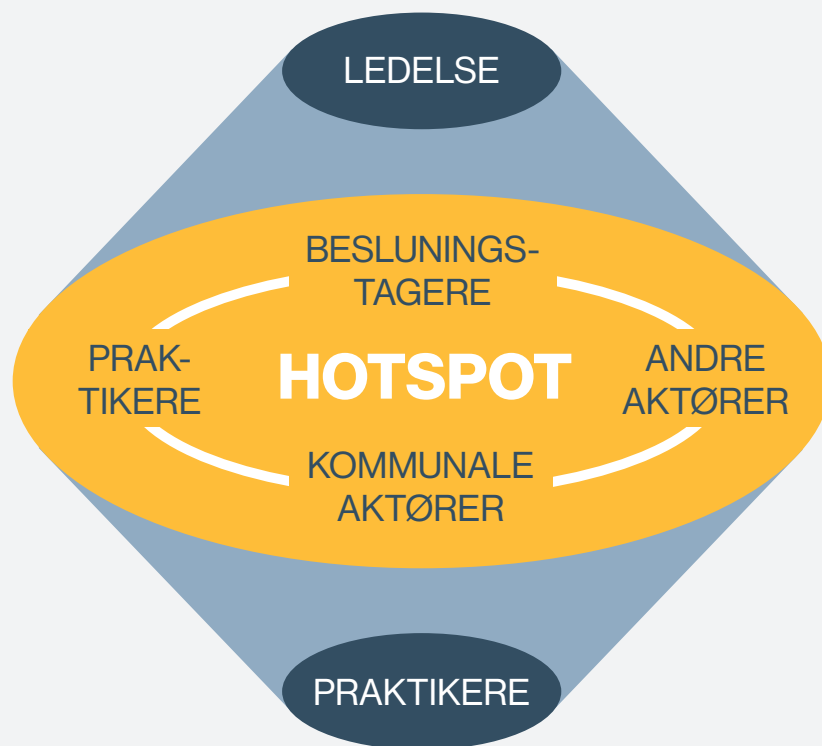 LEDELSE
BESLUNINGS-
TAGERE
PRAK-
TIKERE
HOTSPOT
ANDRE
AKTØRER
KOMMUNALE
AKTØRER
PRAKTIKERE